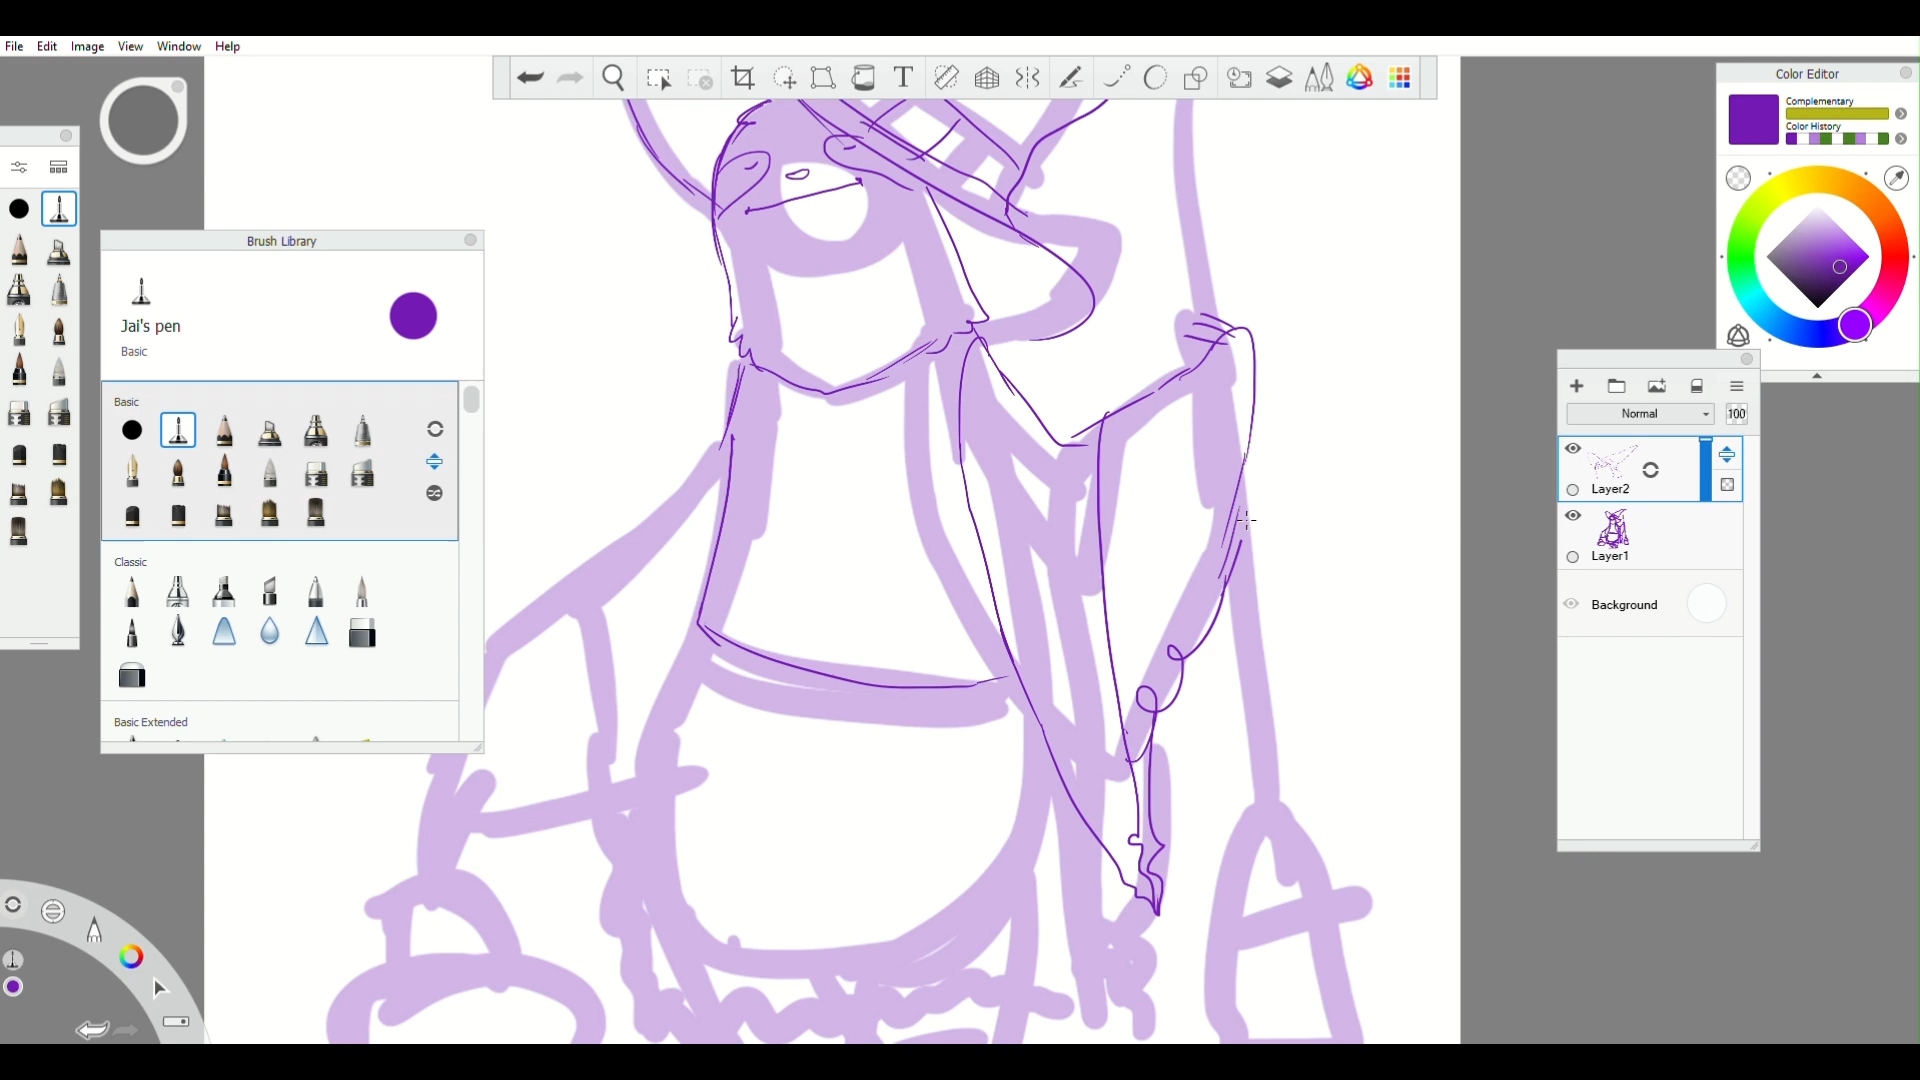 File Edit Image View Window Help
T
Color Editor
Complementary
Color History
Brush Library
Jai's pen
Basic
Basic
Classic
Basic Extended
Normal 100
Layer2
Layer1
Background